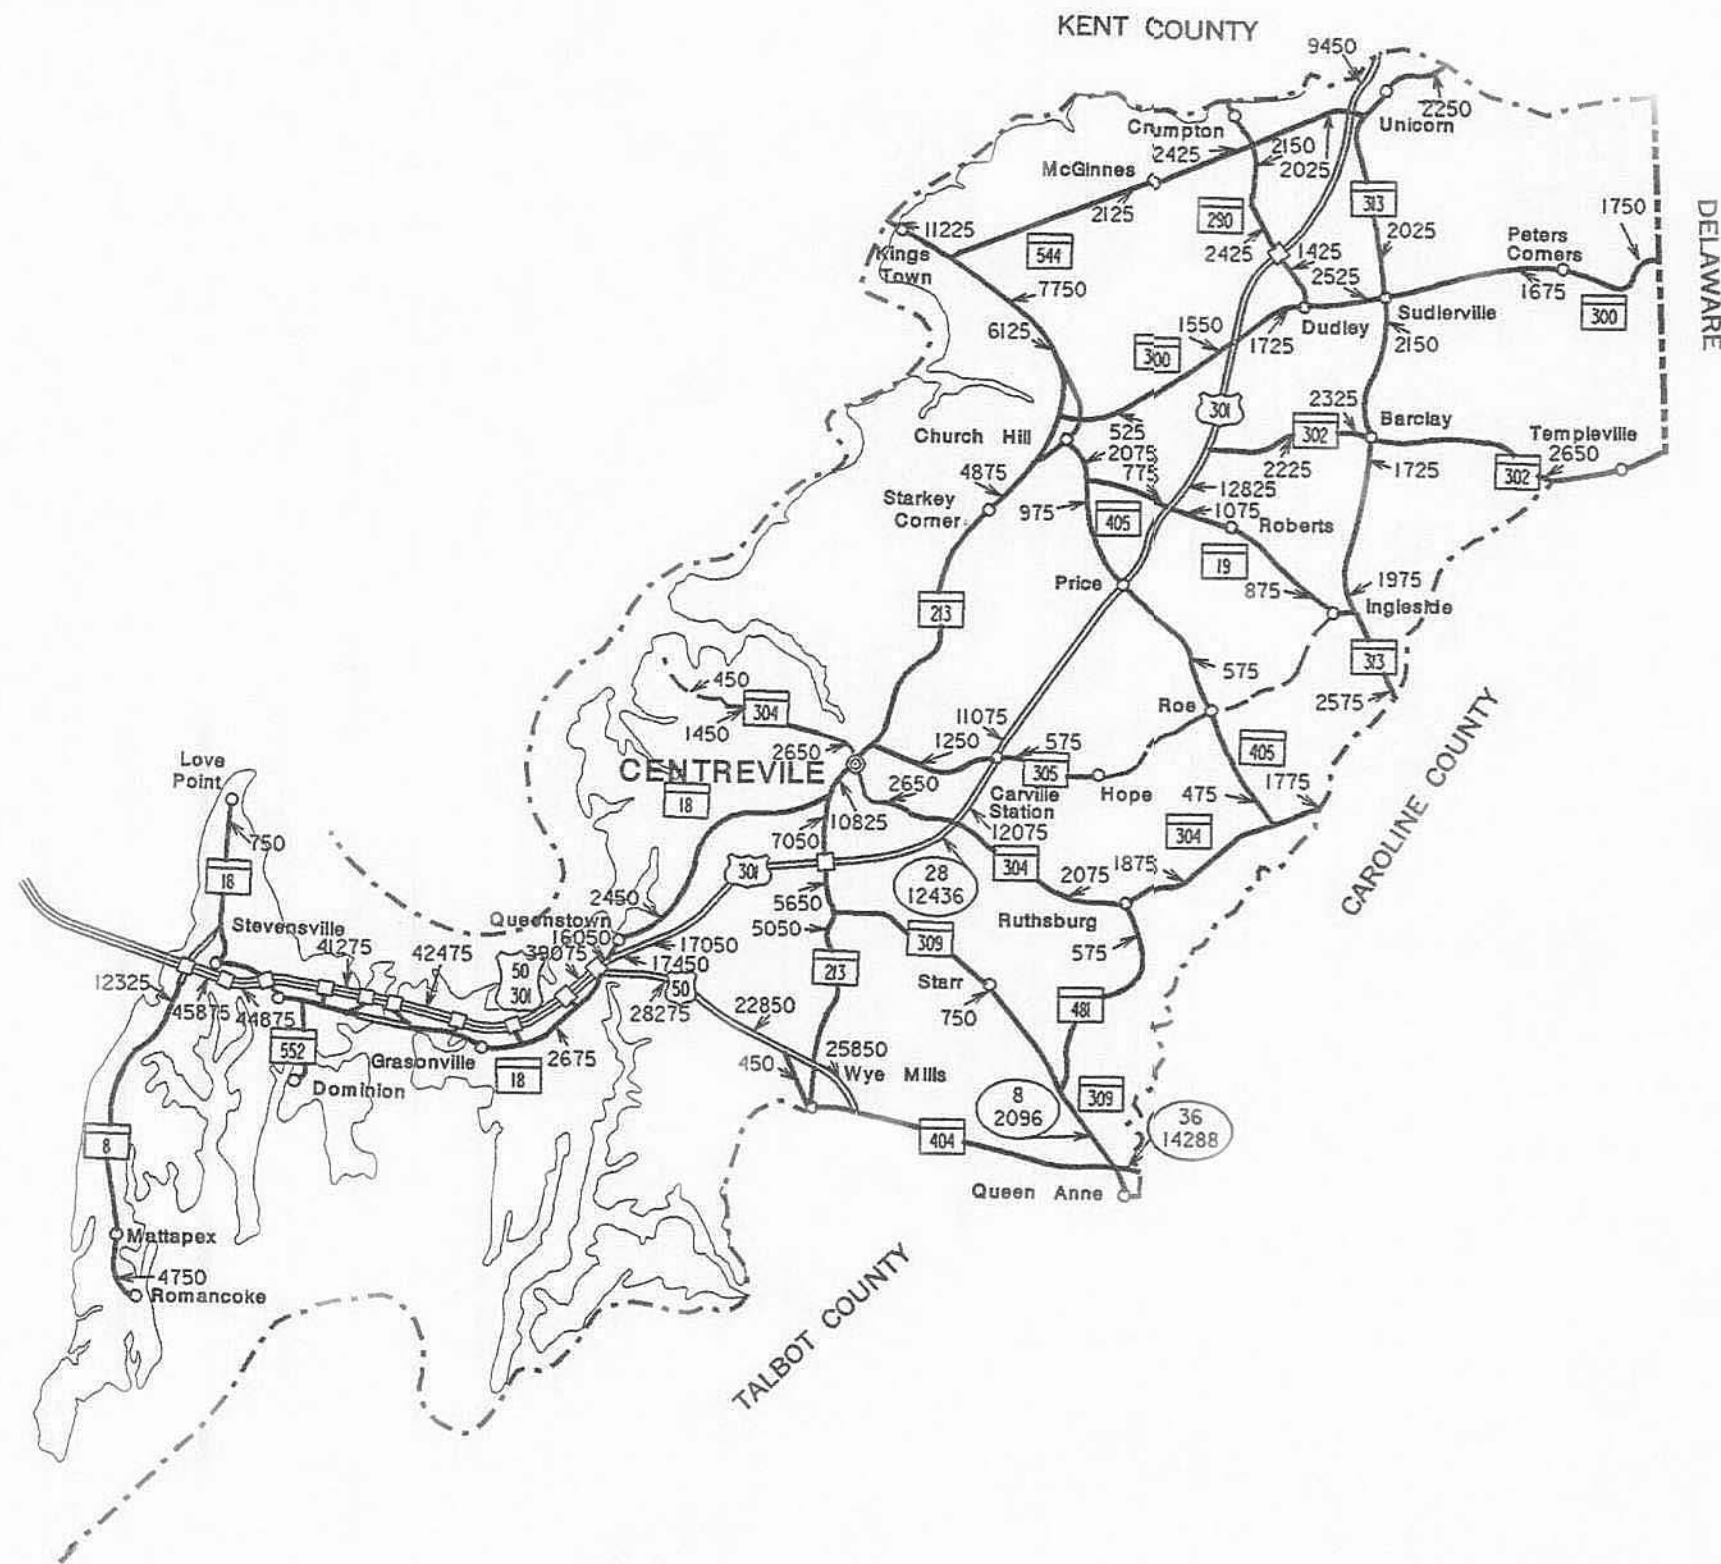 KENT COUNTY
9450
2250
Unicorn
Crumpton
2425
2150
2025
McGinnes
2125
313
290
1750
DELAWARE
11225
Kings
Town
544
2425
1425
2025
Peters
Corners
2525
1675
7750
300
6125
1550
300
1725
Dudley
Sudlerville
2150
301
2325
Barclay
Church Hill
525
302
Templeville
2650
2075
775
2225
1725
302
4875
12825
Starkey
Corner
975
405
1075
Roberts
19
Price
875
1975
Ingleside
213
313
575
2575
450
304
1450
Roe
11075
1250
575
405
2650
CENTREVILE
305
Carville
Station
Hope
1775
475
CAROLINE COUNTY
Love
Point
18
2650
10825
7050
12075
304
750
18
301
28
12436
304
2075
1875
2450
5650
Ruthsburg
Queenstown
16050
39075
17050
17450
5050
309
575
Stevensville
41275
42475
50
301
213
Starr
12325
45875
44875
50
28275
22850
750
481
552
Grasonville
2675
450
25850
Wye Mills
18
Dominion
8
2096
309
36
14288
8
404
Queen Anne
Mattapex
4750
Romancoke
TALBOT COUNTY